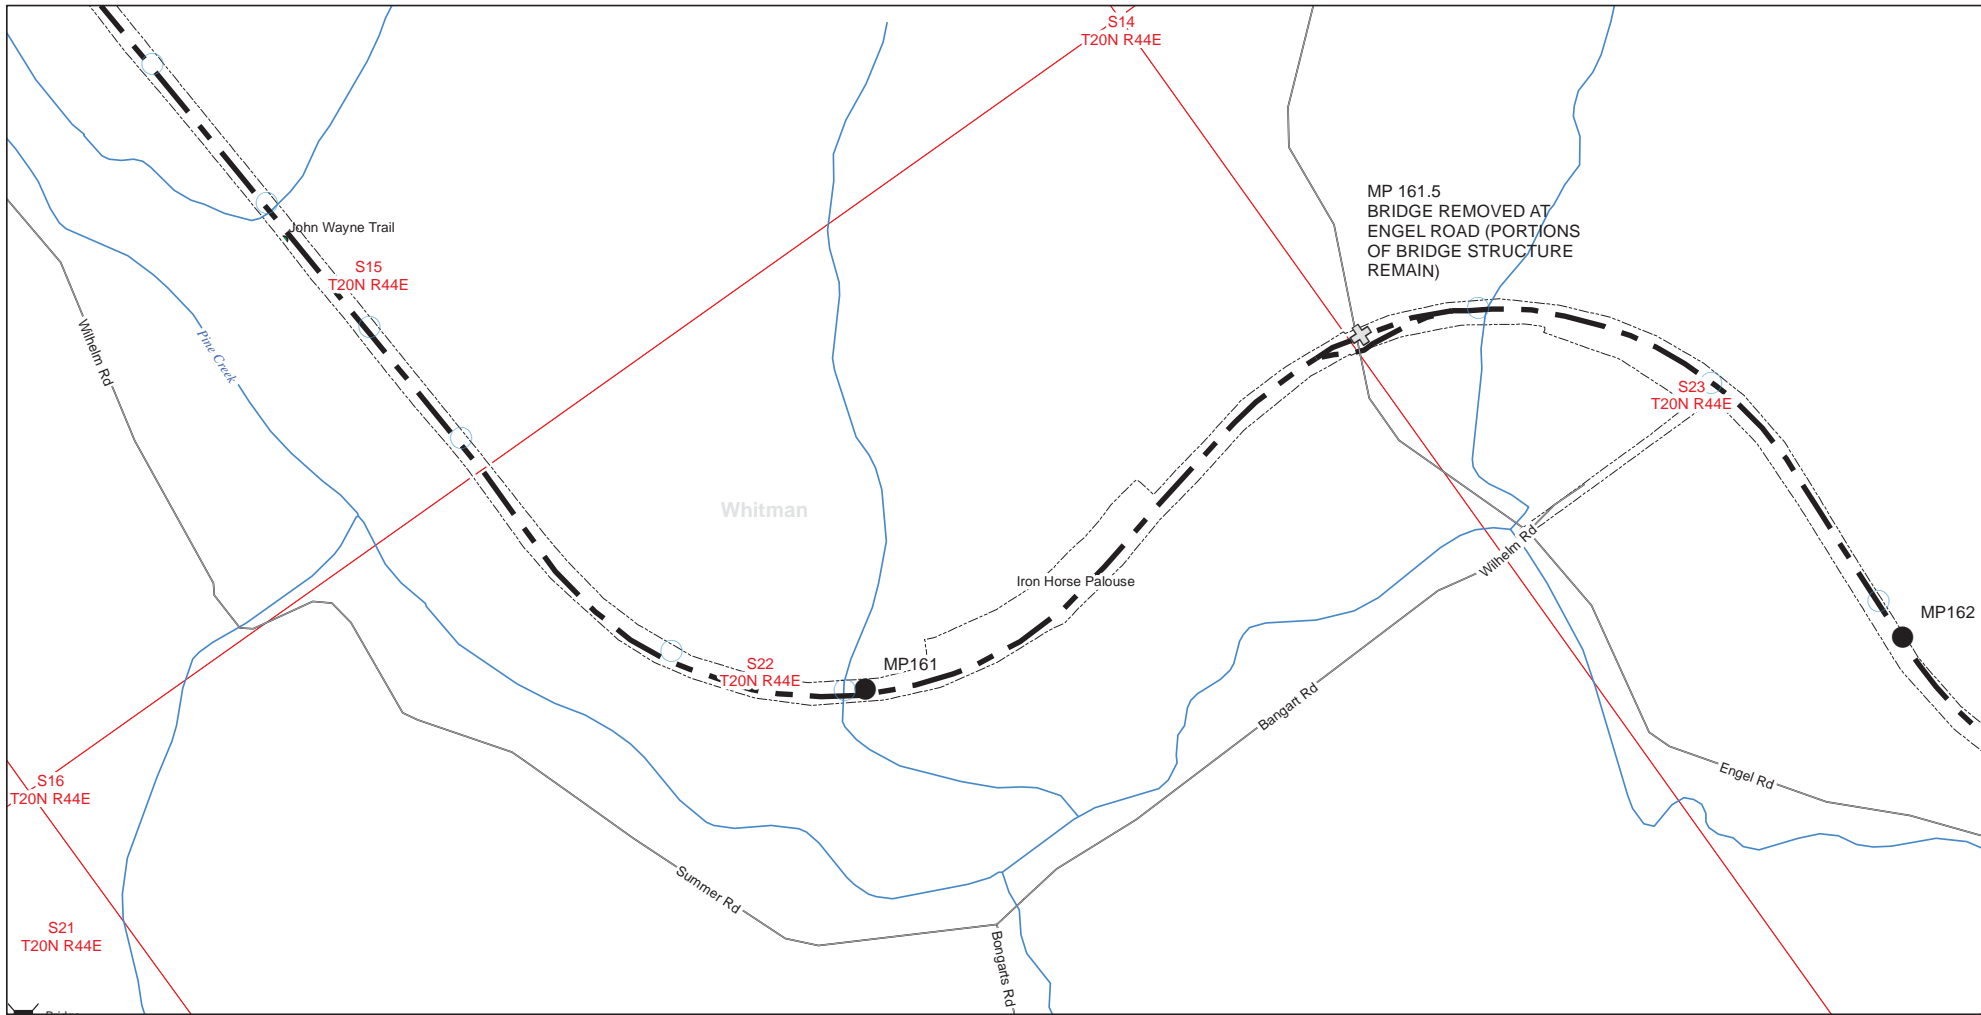 S14
T20N R44E
MP 161.5
BRIDGE REMOVED AT
ENGEL ROAD (PORTIONS
OF BRIDGE STRUCTURE
REMAIN)
John Wayne Trail
S15
T20N R44E
Wilhelm Rd
Pine Creek
S23
T20N R44E
Whitman
Wilhelm Rd
Iron Horse Palouse
MP162
S22
T20N R44E
MP161
Bangart Rd
Engel Rd
S16
T20N R44E
Summer Rd
S21
T20N R44E
Bongarts Rd